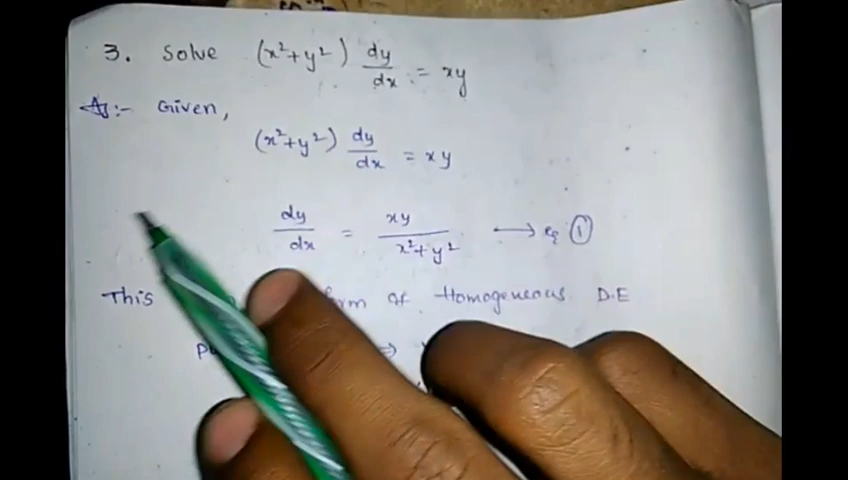 3. Solve (x²+y²) dy/dx = xy
A:- Given,
(x²+y²) dy/dx = xy
dy/dx = xy/x²+y² → eq ①
This form of Homogeneous D.E
⇒